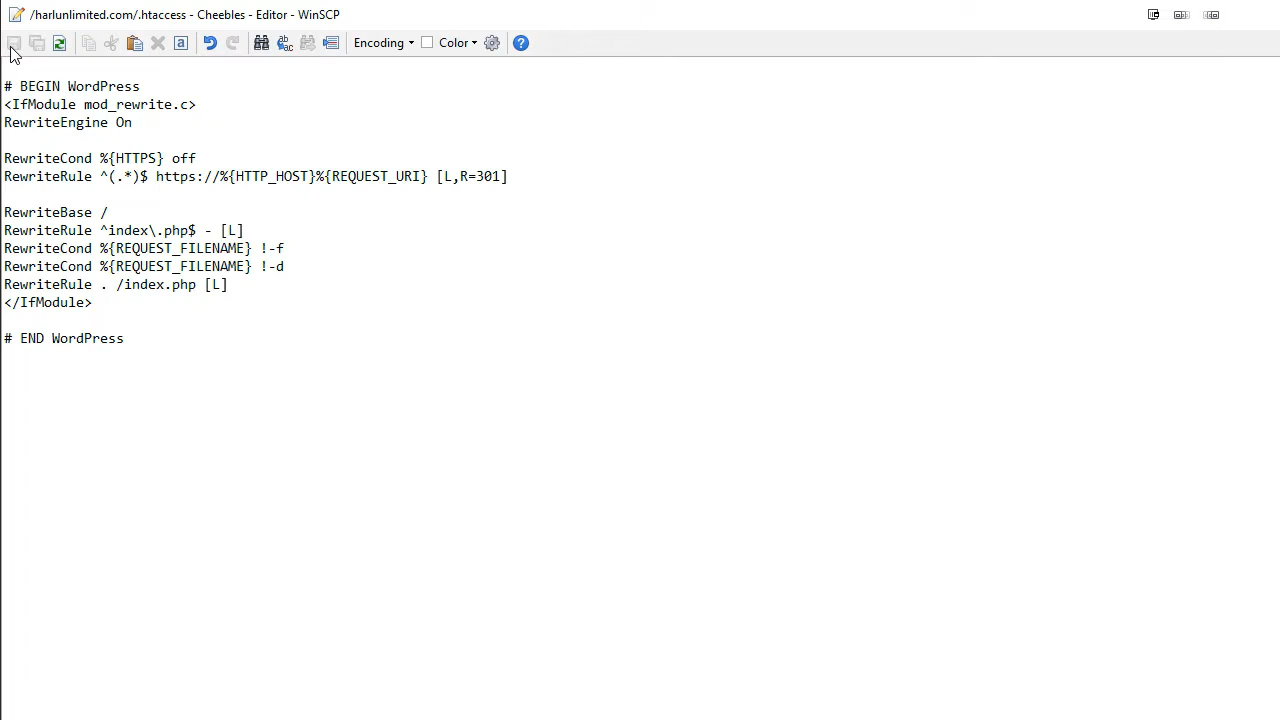 /harlunlimited.com/.htaccess - Cheebles - Editor - WinSCP
Encoding Color
# BEGIN WordPress
<IfModule mod_rewrite.c>
RewriteEngine On
RewriteCond %{HTTPS} off
RewriteRule ^(.*)$ https://%{HTTP_HOST}%{REQUEST_URI} [L,R=301]
RewriteBase /
RewriteRule ^index\.php$ - [L]
RewriteCond %{REQUEST_FILENAME} !-f
RewriteCond %{REQUEST_FILENAME} !-d
RewriteRule . /index.php [L]
</IfModule>
# END WordPress